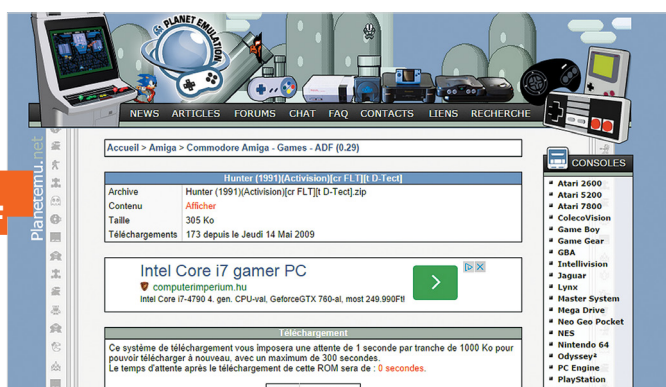 PLANET EMULATION
NEWS ARTICLES FORUMS CHAT FAQ CONTACTS LIENS RECHERCHE
Planetemu.net
Accueil > Amiga > Commodore Amiga - Games - ADF (0.29)
Hunter (1991)(Activision)[cr FLT][t D-Tect]
Archive Hunter (1991)(Activision)[cr FLT][t D-Tect].zip
Contenu Afficher
Taille 305 Ko
Téléchargements 173 depuis le Jeudi 14 Mai 2009
Intel Core i7 gamer PC
computerimperium.hu
Intel Core i7-4790 4. gen. CPU-val, GeforceGTX 760-al, most 249.990Ft!
Téléchargement
Ce système de téléchargement vous imposera une attente de 1 seconde par tranche de 1000 Ko pour
pouvoir télécharger à nouveau, avec un maximum de 300 secondes.
Le temps d'attente après le téléchargement de cette ROM sera de : 0 secondes.
CONSOLES
Atari 2600
Atari 5200
Atari 7800
ColecoVision
Game Boy
Game Gear
GBA
Intellivision
Jaguar
Lynx
Master System
Mega Drive
Neo Geo Pocket
NES
Nintendo 64
Odyssey²
PC Engine
PlayStation